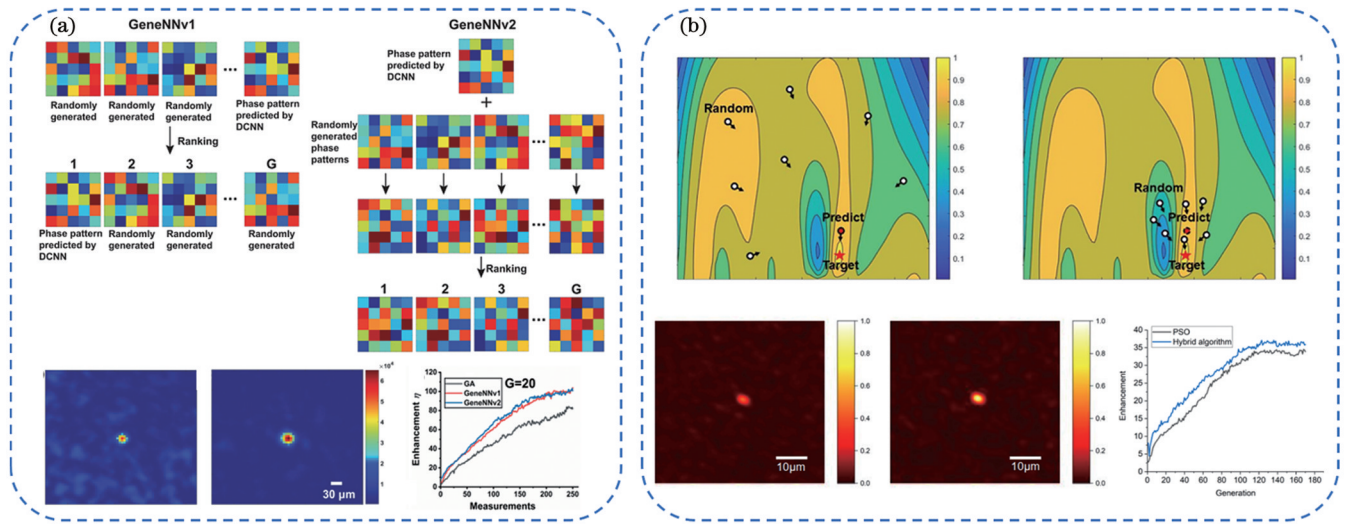 (a)
GeneNNv1
Randomly
generated
Randomly
generated
Randomly
generated
Phase pattern
predicted by
DCNN
Ranking
1 2 3 G
Phase pattern
predicted by
DCNN
Randomly
generated
Randomly
generated
Randomly
generated
GeneNNv2
Phase pattern
predicted by
DCNN
+
Randomly
generated
phase
patterns
Ranking
1 2 3 G
30 μm
×10⁴
6
5
4
3
2
1
G=20
GA
GeneNNv1
GeneNNv2
Enhancement η
120
100
80
60
40
20
0
0 50 100 150 200 250
Measurements
(b)
Random
Predict
Target
1
0.9
0.8
0.7
0.6
0.5
0.4
0.3
0.2
0.1
Random
Predict
Target
1
0.9
0.8
0.7
0.6
0.5
0.4
0.3
0.2
0.1
10μm
1.0
0.8
0.6
0.4
0.2
0.0
10μm
1.0
0.8
0.6
0.4
0.2
0.0
PSO
Hybrid algorithm
Enhancement
40
35
30
25
20
15
10
5
0
0 20 40 60 80 100 120 140 160 180
Generation